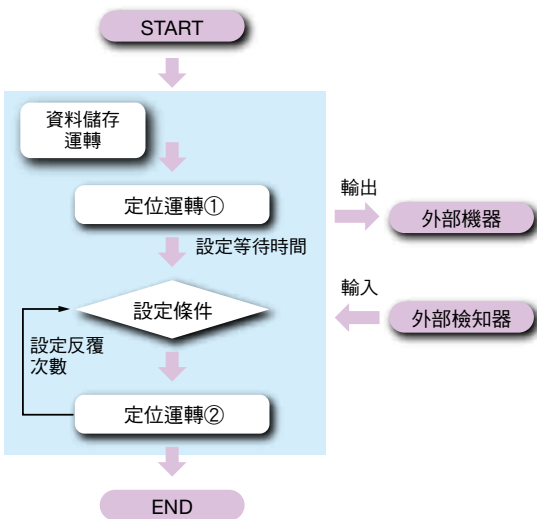 START
資料儲存
運轉
定位運轉①
輸出
外部機器
設定等待時間
設定條件
輸入
外部檢知器
設定反覆
次數
定位運轉②
END